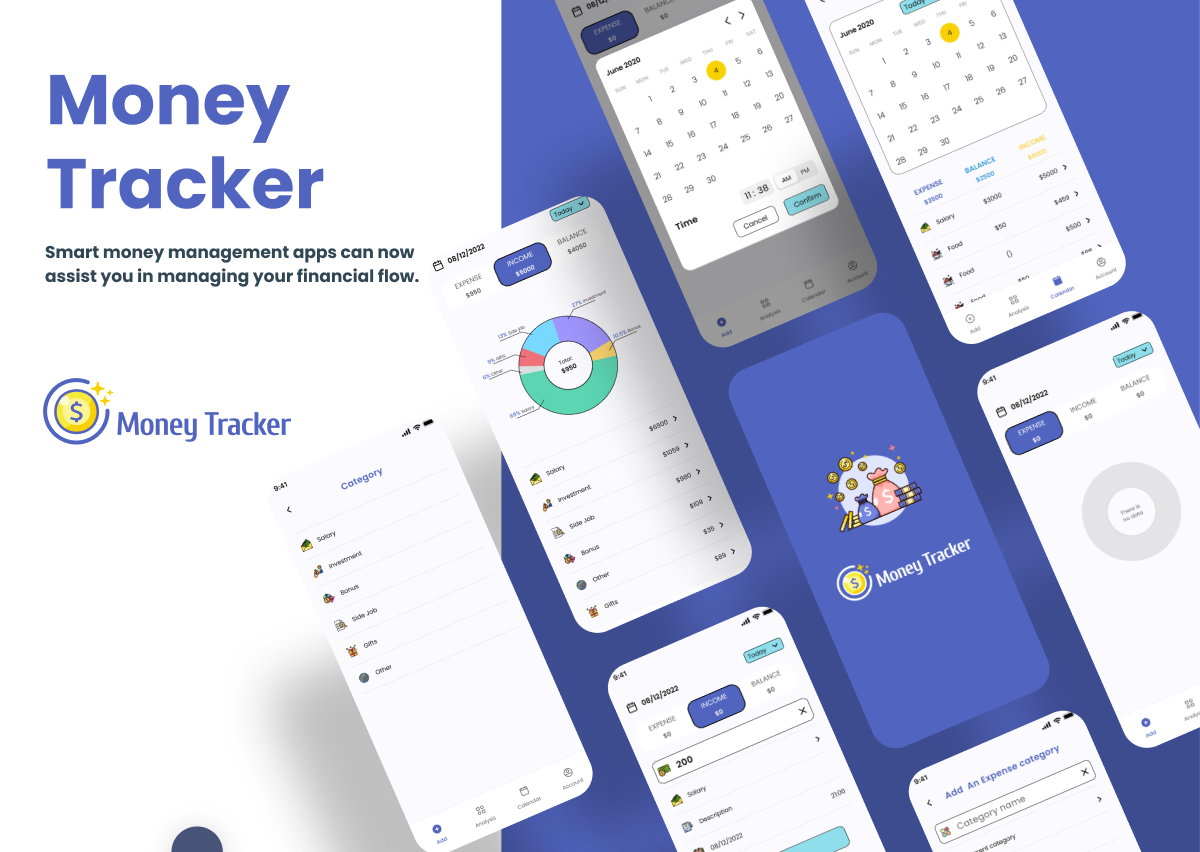 Money
Tracker
Smart money management apps can now
assist you in managing your financial flow.
Money Tracker
9:41
Category
Salary
Investment
Bonus
Side Job
Gifts
Other
Add
Analysis
Calendar
Account
Today
08/12/2022
EXPENSE
$950
INCOME
$5000
BALANCE
$4050
27% Investment
13% Side job
10.5% Bonus
9% Gifts
6% Other
69% Salary
Total:
$950
Salary
$6500
Investment
$1059
Side Job
$980
Bonus
$108
Other
$35
Gifts
$89
EXPENSE
$0
BALANCE
$0
June 2020
SUN MON TUE WED THU FRI SAT
1 2 3 4 5 6
7 8 9 10 11 12 13
14 15 16 17 18 19 20
21 22 23 24 25 26 27
28 29 30
Time
11 : 38
AM PM
Cancel
Confirm
Add
Analysis
Calendar
Account
Today
June 2020
SUN MON TUE WED THU FRI SAT
1 2 3 4 5 6
7 8 9 10 11 12 13
14 15 16 17 18 19 20
21 22 23 24 25 26 27
28 29 30
EXPENSE
$3500
BALANCE
$2500
INCOME
Salary
$3000
$5000
Food
$50
$459
Food
()
$500
Food
$50
Add
Analysis
Calendar
Account
Money Tracker
9:41
Today
08/12/2022
EXPENSE
$0
INCOME
$0
BALANCE
$0
There is
no data
Add
Analysis
9:41
Today
08/12/2022
EXPENSE
$0
INCOME
$0
BALANCE
$0
200
Salary
Description
08/12/2022
21:00
9:41
Add An Expense category
Category name
category